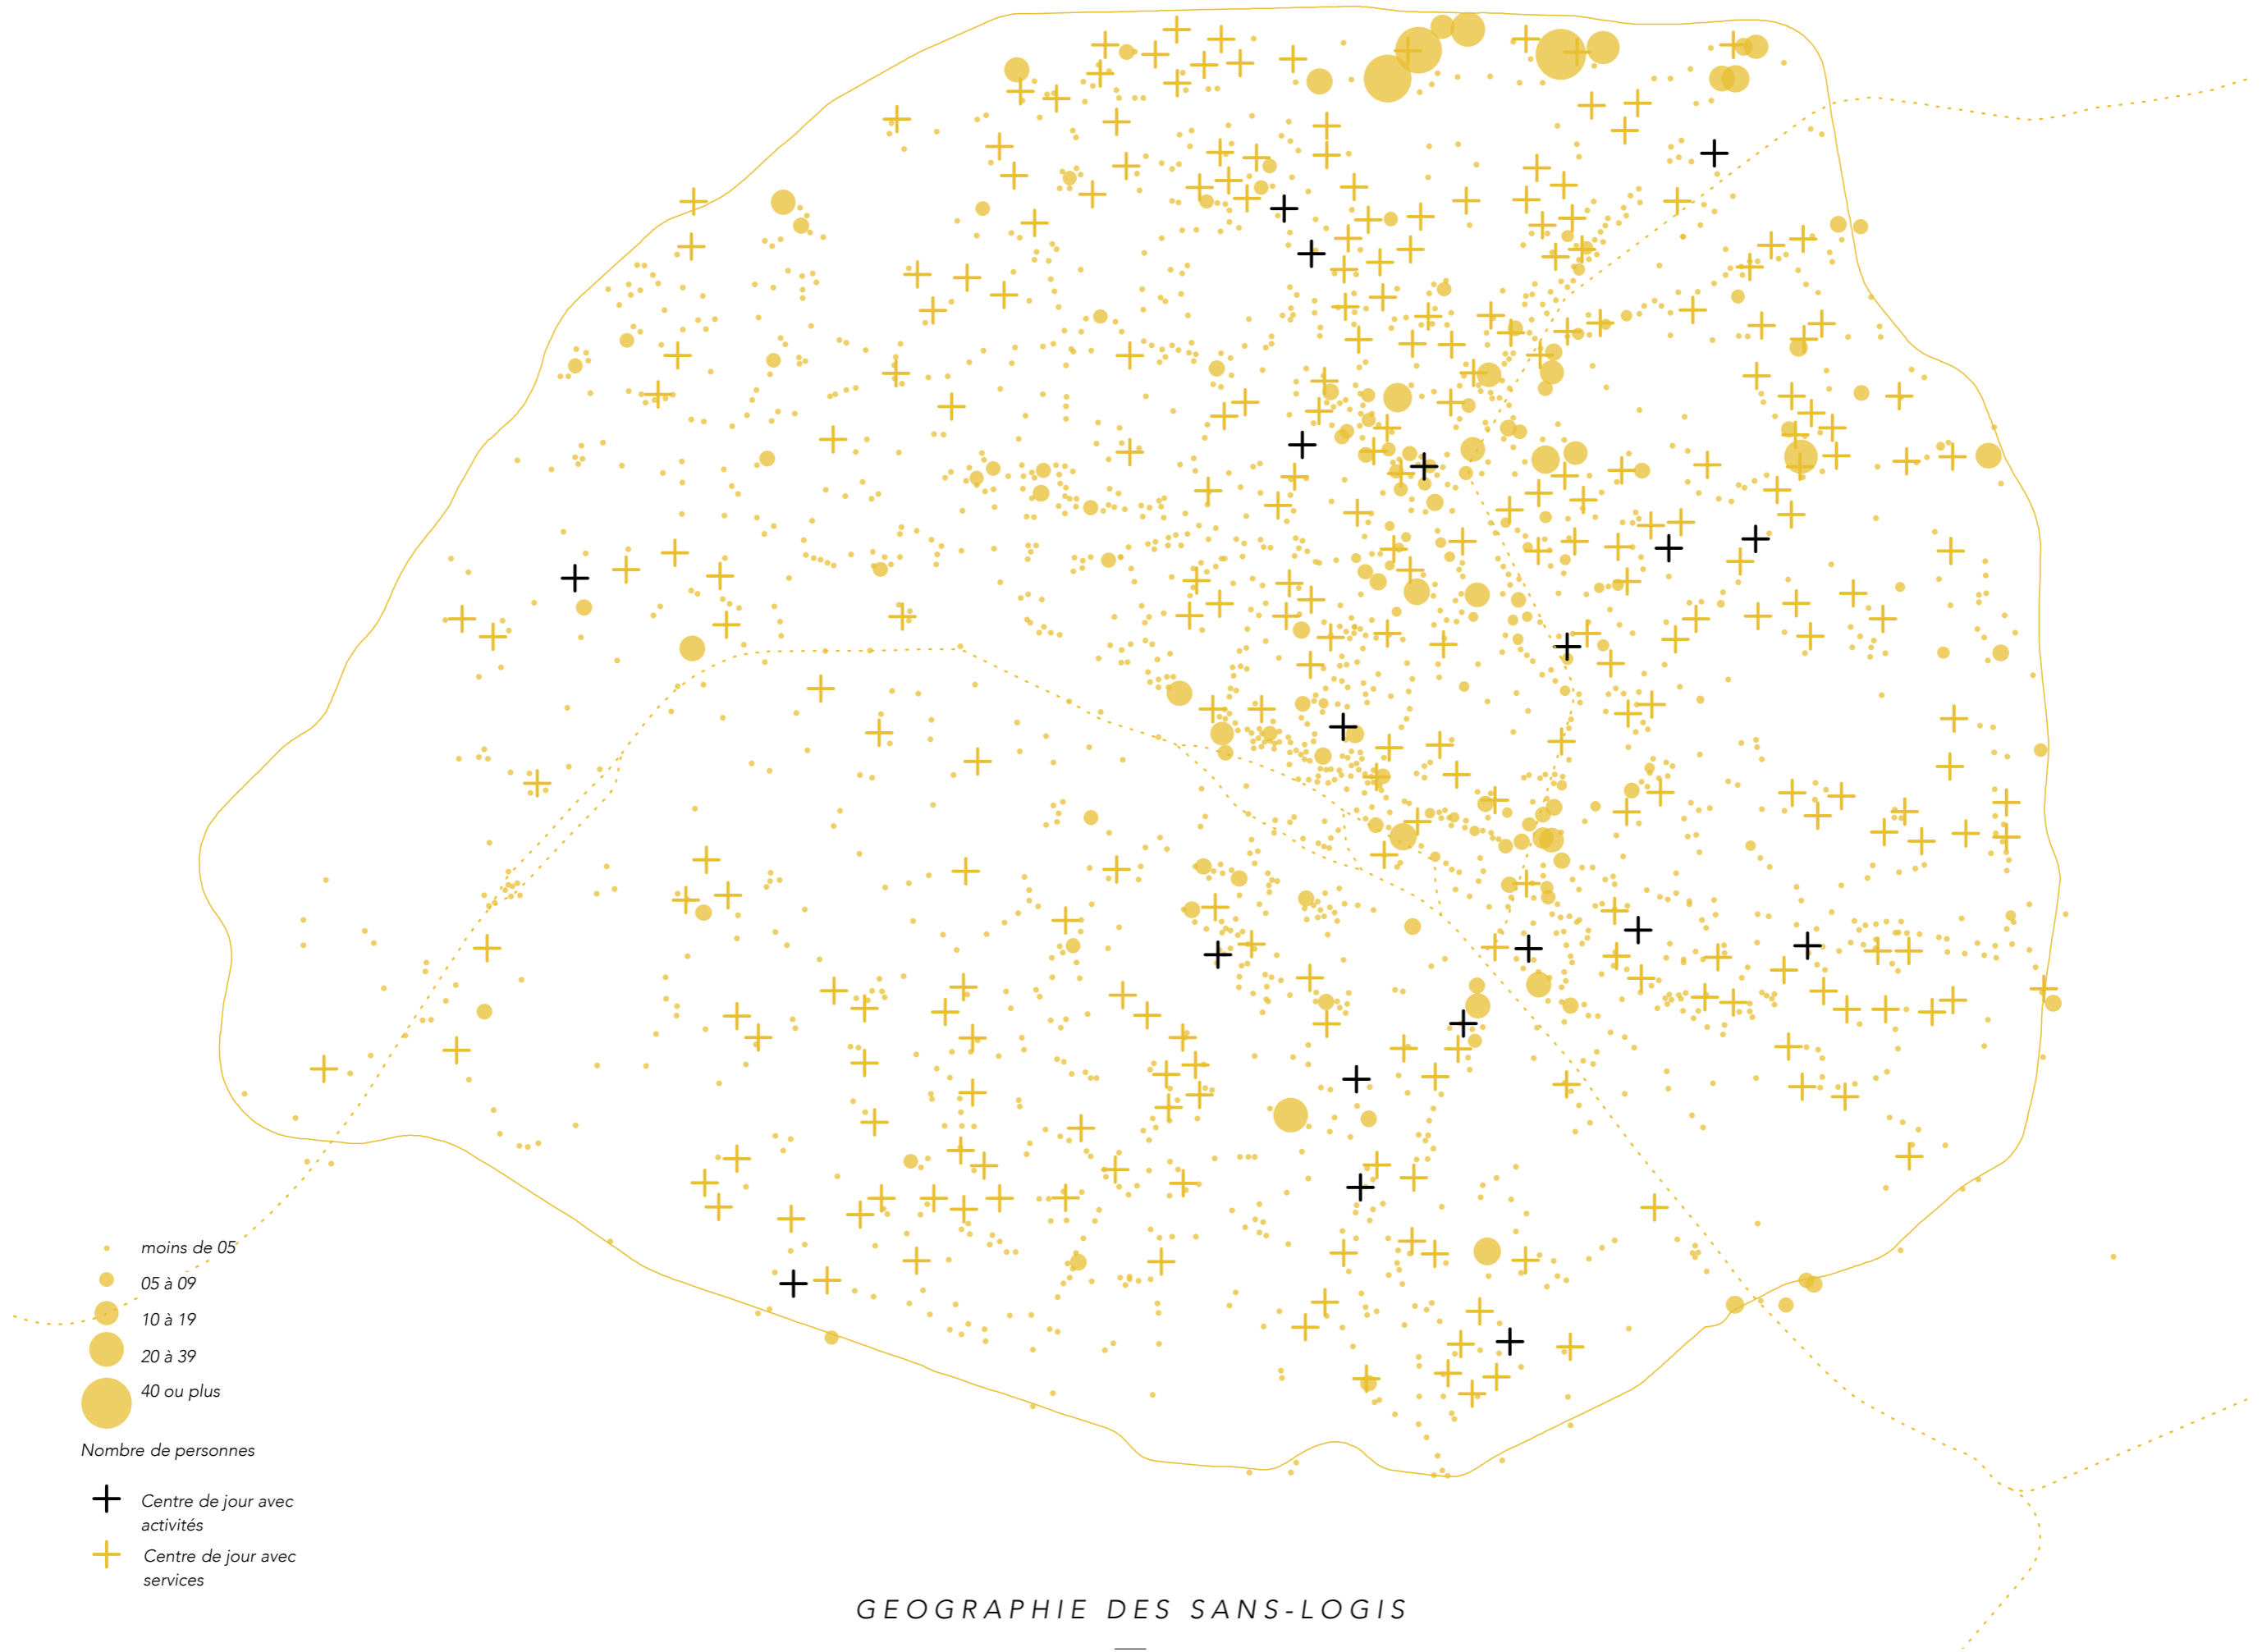 moins de 05
05 à 09
10 à 19
20 à 39
40 ou plus
Nombre de personnes
Centre de jour avec
activités
Centre de jour avec
services
GEOGRAPHIE DES SANS-LOGIS